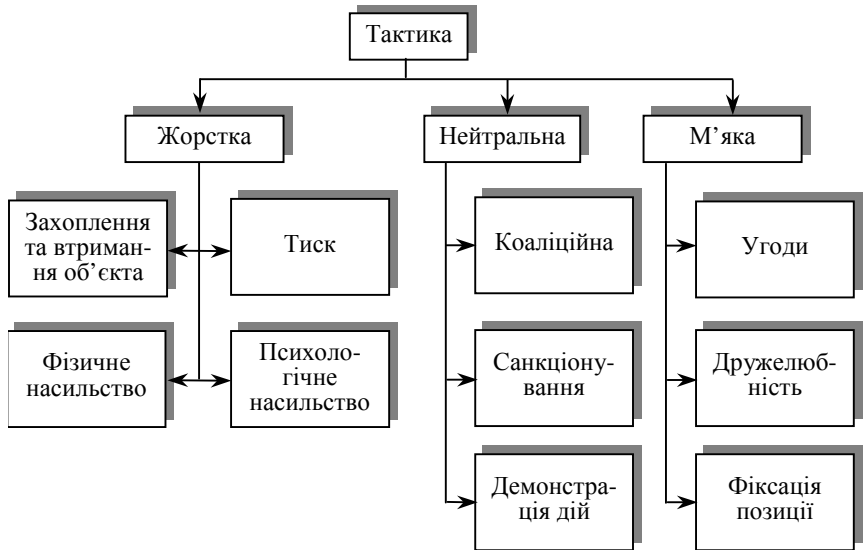 Тактика
Жорстка
Нейтральна
М’яка
Захоплення
та втриман-
ня об’єкта
Тиск
Коаліційна
Угоди
Фізичне
насильство
Психоло-
гічне
насильство
Санкціону-
вання
Дружелюб-
ність
Демонстра-
ція дій
Фіксація
позиції